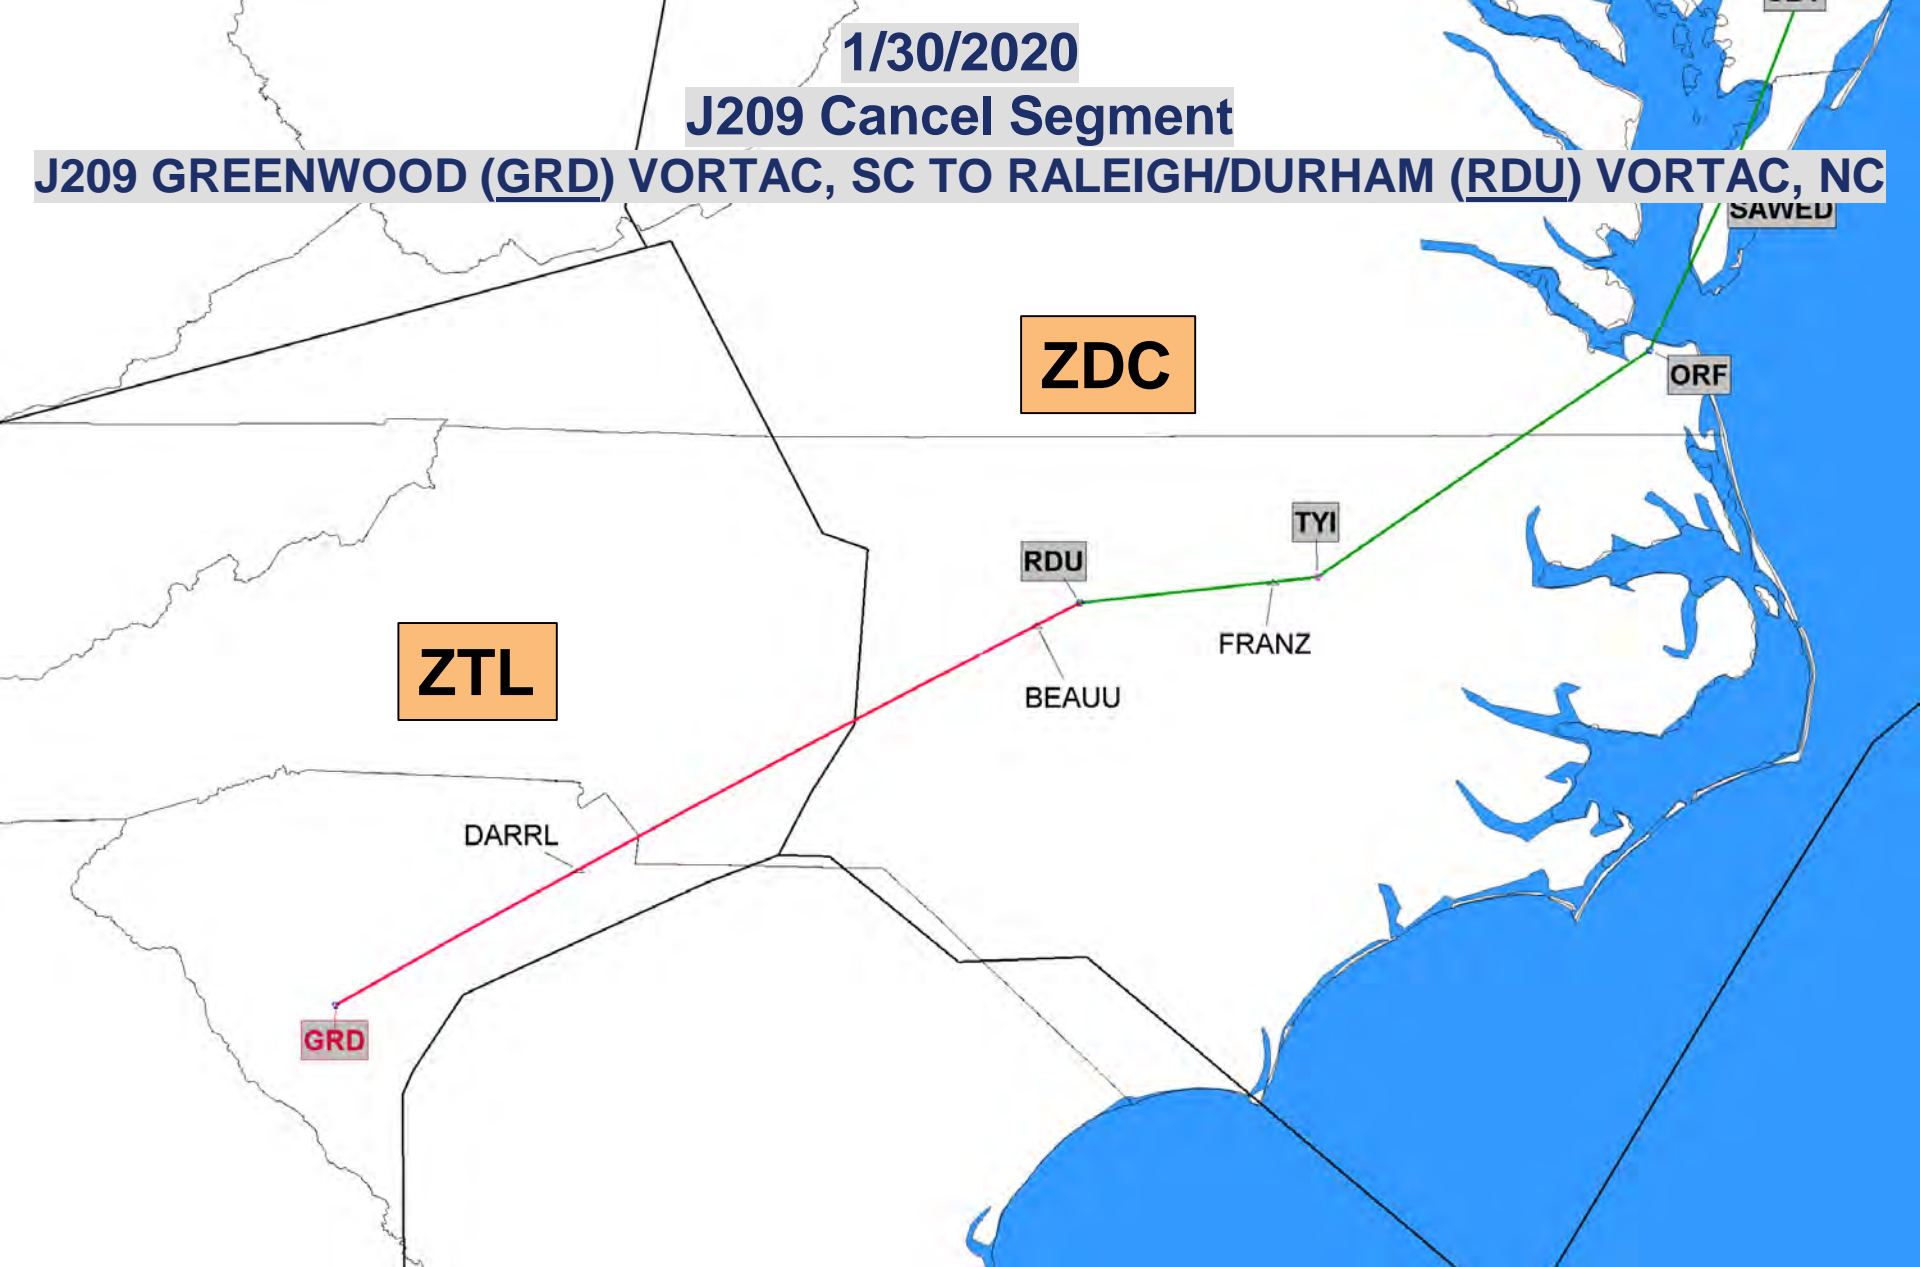 1/30/2020
J209 Cancel Segment
J209 GREENWOOD (GRD) VORTAC, SC TO RALEIGH/DURHAM (RDU) VORTAC, NC
SAWED
ZDC
ORF
TYI
RDU
FRANZ
ZTL
BEAUU
DARRL
GRD